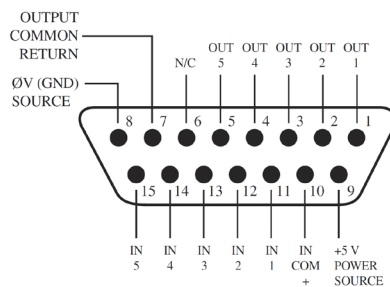 OUTPUT
COMMON
RETURN
ØV (GND)
SOURCE
N/C
OUT
5
OUT
4
OUT
3
OUT
2
OUT
1
8 7 6 5 4 3 2 1
15 14 13 12 11 10 9
IN
5
IN
4
IN
3
IN
2
IN
1
IN
COM
+
+5 V
POWER
SOURCE